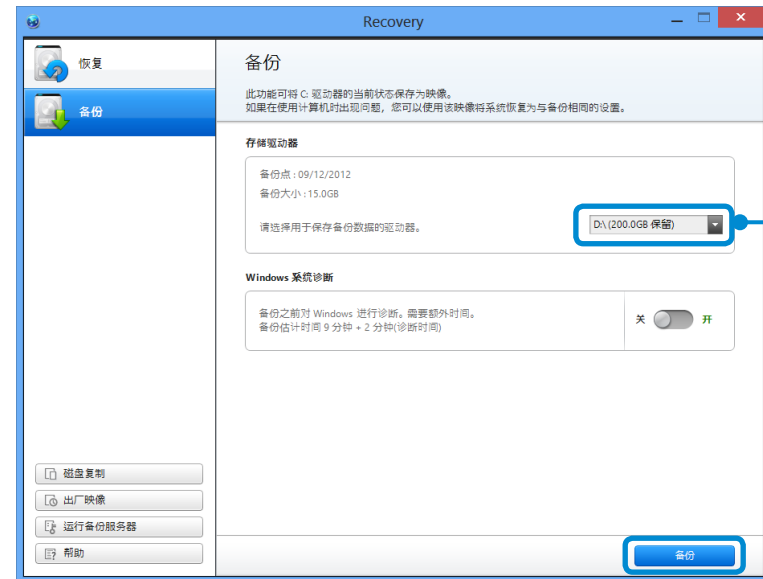 Recovery
恢复
备份
备份
此功能可将 C: 驱动器的当前状态保存为映像。
如果在使用计算机时出现问题，您可以使用该映像将系统恢复为与备份相同的设置。
存储驱动器
备份点 : 09/12/2012
备份大小 : 15.0GB
请选择用于保存备份数据的驱动器。
D:\ (200.0GB 保留)
Windows 系统诊断
备份之前对 Windows 进行诊断。需要额外时间。
备份估计时间 9 分钟 + 2 分钟(诊断时间)
关 开
磁盘复制
出厂映像
运行备份服务器
帮助
备份